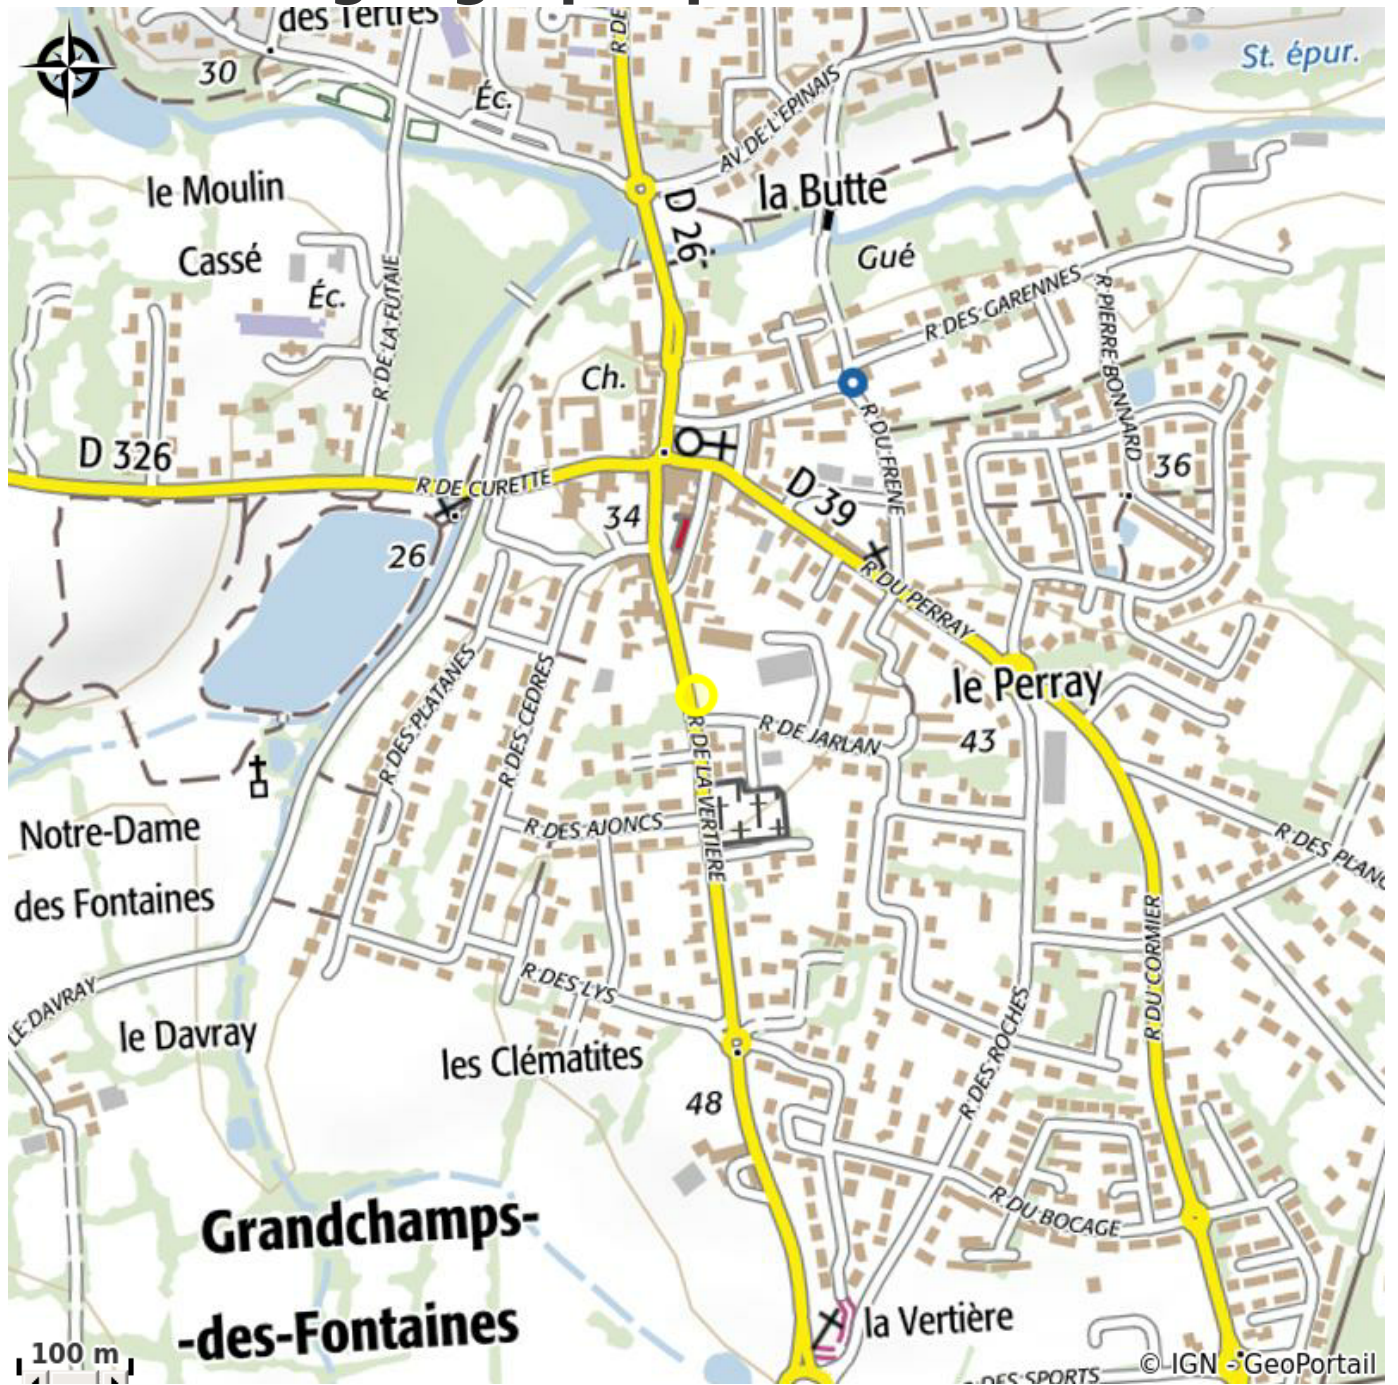 des Tertres
R DE
St. épur.
30
Éc.
AV DE L'EPINAIS
le Moulin
Cassé
Éc.
D 26
la Butte
Gué
R DE LA FUTAIE
R DES GARENNES
R PIERRE BONNARD
Ch.
R DU FRENE
D 326
R DE CURETTE
36
D 39
34
26
R DU PERRAY
le Perray
R DES PLATANES
R DES CEDRES
R DE JARLAN
43
R DE LA VERTIERE
Notre-Dame
des Fontaines
R DES AJONCS
R DES PLANC
R DU CORMIER
R DES LYS
LE DAVRAY
le Davray
les Clématites
R DES ROCHES
48
R DU BOCAGE
Grandchamps-
-des-Fontaines
la Vertière
100 m
DES SPORTS
© IGN - GeoPortail